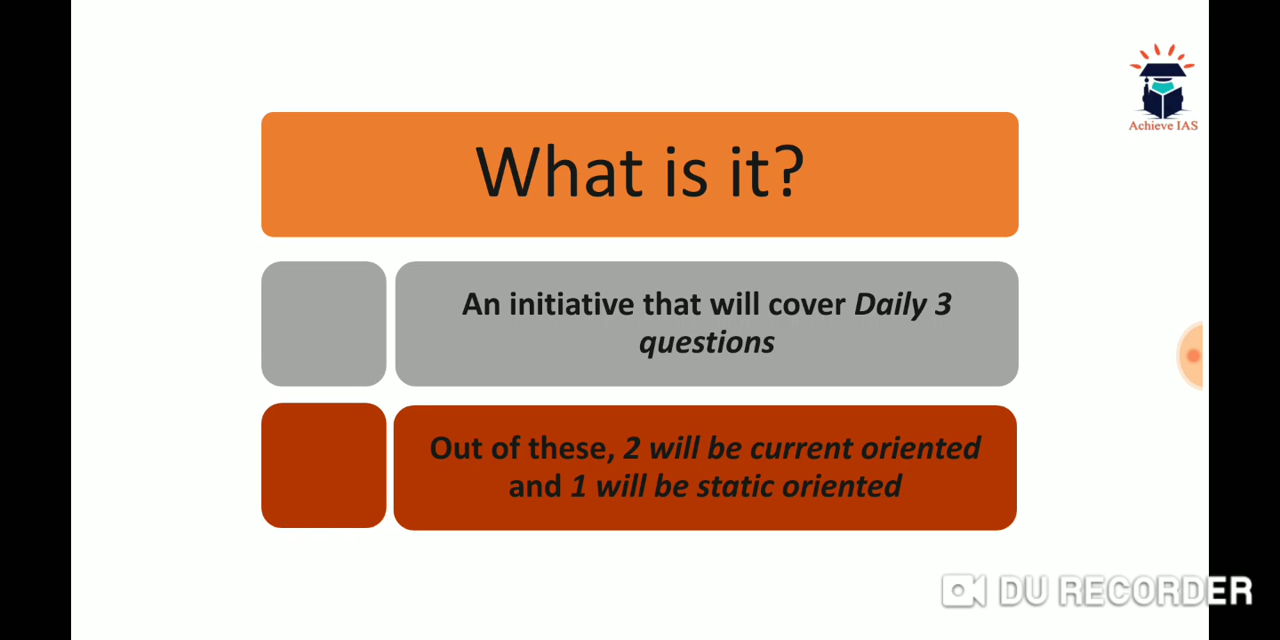 Achieve IAS
What is it?
An initiative that will cover Daily 3
questions
Out of these, 2 will be current oriented
and 1 will be static oriented
DU RECORDER